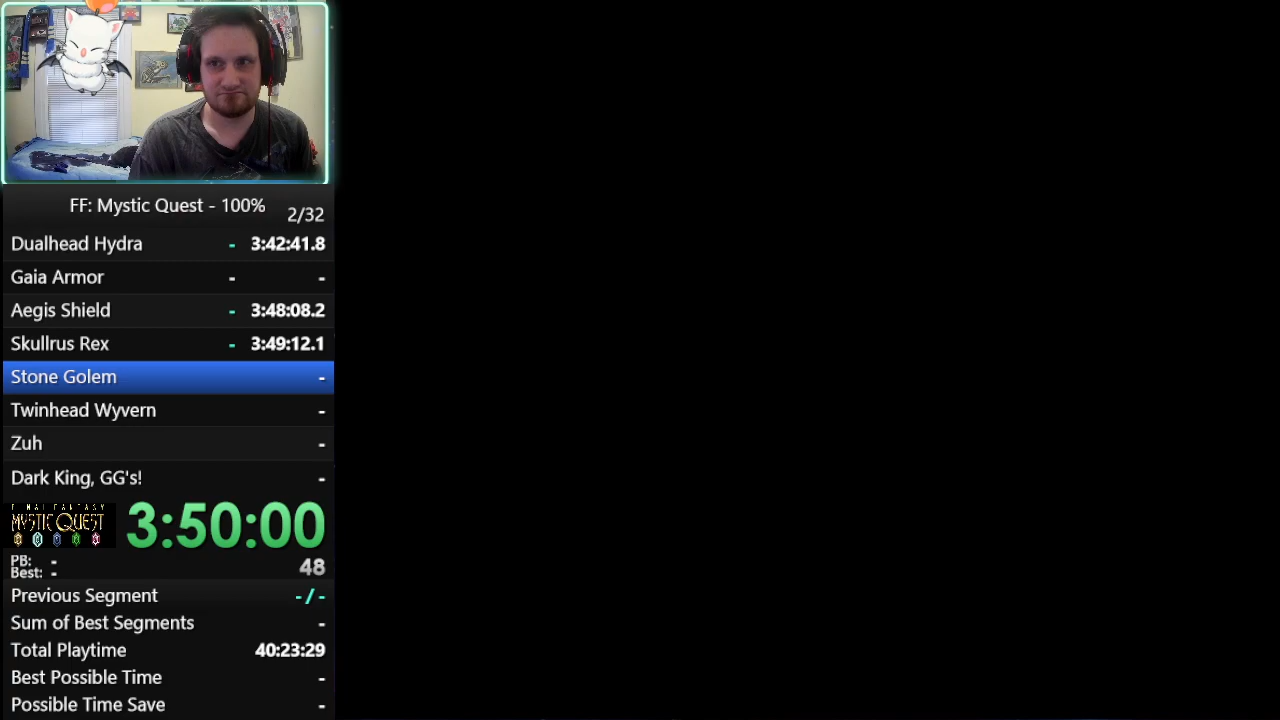 FF: Mystic Quest - 100%
2/32
Dualhead Hydra - 3:42:41.8
Gaia Armor - -
Aegis Shield - 3:48:08.2
Skullrus Rex - 3:49:12.1
Stone Golem -
Twinhead Wyvern -
Zuh -
Dark King, GG's! -
FINAL FANTASY
MYSTIC QUEST
3:50:00
PB: -
Best: -
48
Previous Segment - / -
Sum of Best Segments -
Total Playtime 40:23:29
Best Possible Time -
Possible Time Save -